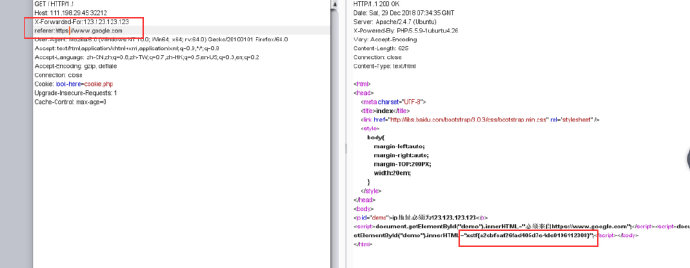 GET / HTTP/1.1
Host: 111.198.29.45:32212
X-Forwarded-For:123.123.123.123
referer:https://www.google.com
User-Agent: Mozilla/5.0 (Windows NT 10.0; Win64; x64; rv:64.0) Gecko/20100101 Firefox/64.0
Accept: text/html,application/xhtml+xml,application/xml;q=0.9,*/*;q=0.8
Accept-Language: zh-CN,zh;q=0.8,zh-TW;q=0.7,zh-HK;q=0.5,en-US;q=0.3,en;q=0.2
Accept-Encoding: gzip, deflate
Connection: close
Cookie: look-here=cookie.php
Upgrade-Insecure-Requests: 1
Cache-Control: max-age=0
HTTP/1.1 200 OK
Date: Sat, 29 Dec 2018 07:34:35 GMT
Server: Apache/2.4.7 (Ubuntu)
X-Powered-By: PHP/5.5.9-1ubuntu4.26
Vary: Accept-Encoding
Content-Length: 625
Connection: close
Content-Type: text/html
<html>
<head>
<meta charset="UTF-8">
<title>index</title>
<link href="http://libs.baidu.com/bootstrap/3.0.3/css/bootstrap.min.css" rel="stylesheet" />
<style>
body{
margin-left:auto;
margin-right:auto;
margin-TOP:200PX;
width:20em;
}
</style>
</head>
<body>
<p id="demo">ip地址必须为123.123.123.123<p>
<script>document.getElementById("demo").innerHTML="必须来自https://www.google.com";</script><script>docum
etElementById("demo").innerHTML=
</script></body>
</html>